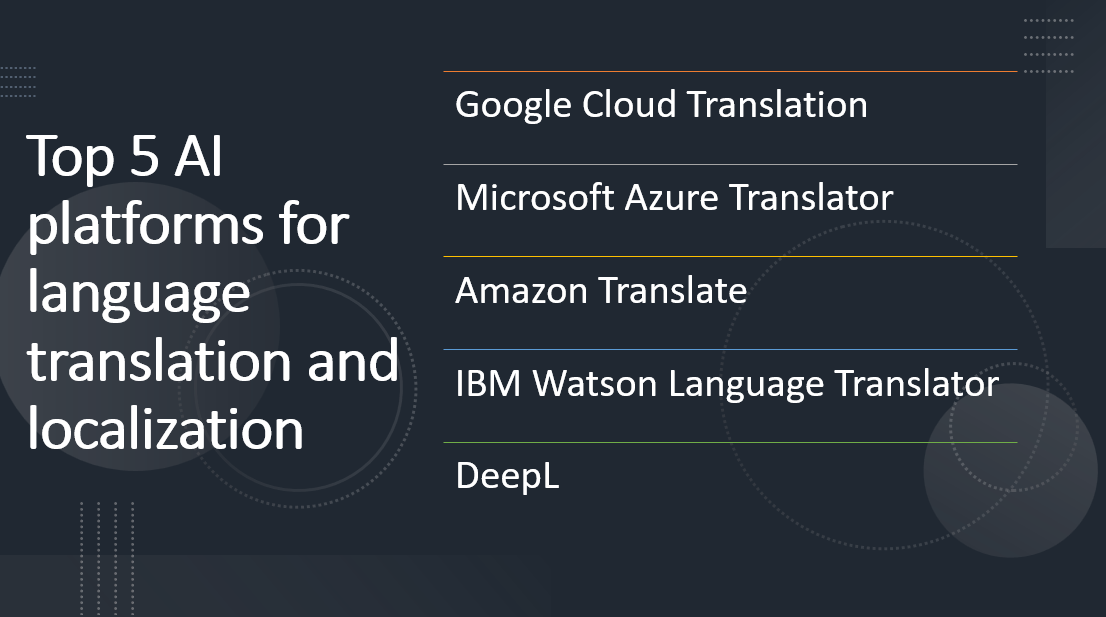 Top 5 AI
platforms for
language
translation and
localization
Google Cloud Translation
Microsoft Azure Translator
Amazon Translate
IBM Watson Language Translator
DeepL